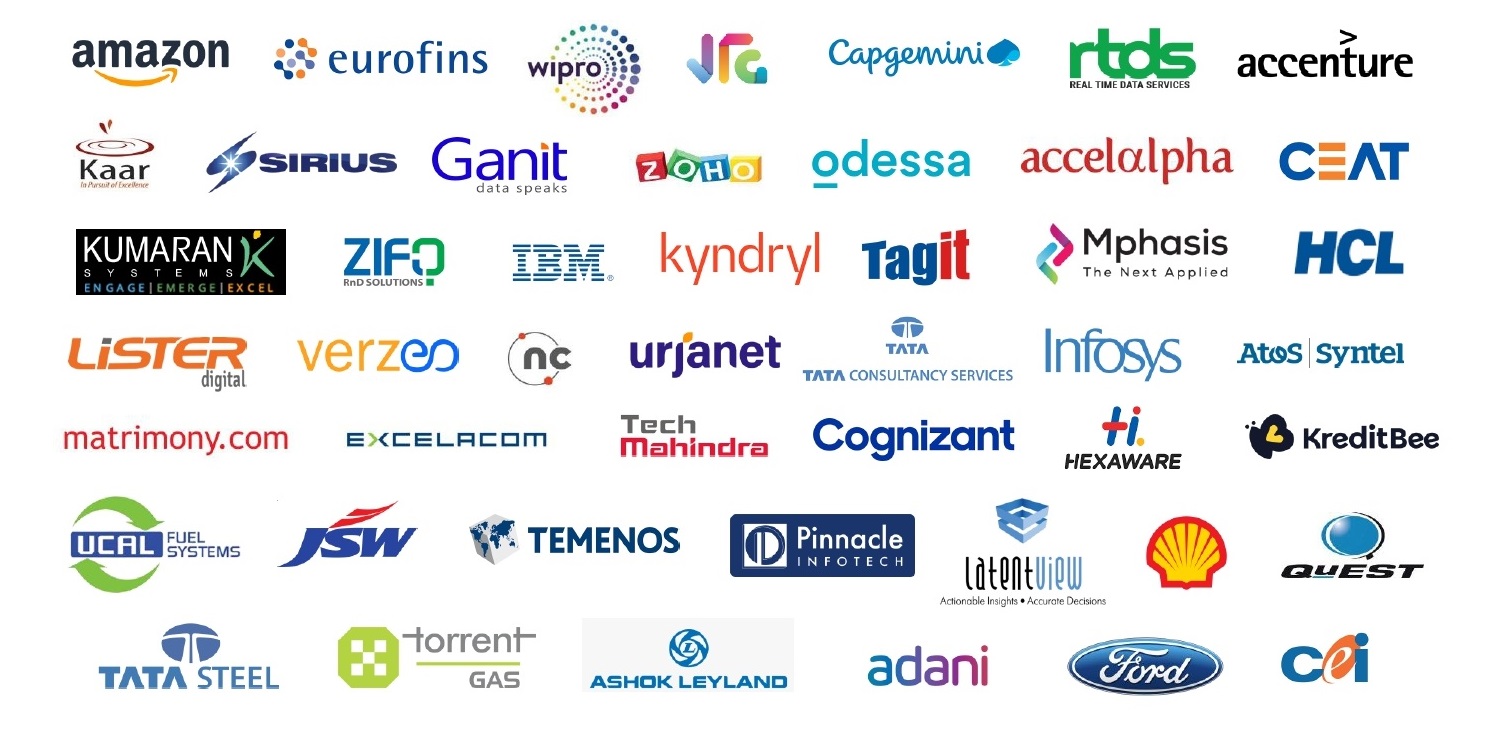 amazon
eurofins
wipro
Capgemini
rtds
REAL TIME DATA SERVICES
accenture
Kaar
In Pursuit of Excellence
SIRIUS
Ganit
data speaks
ZOHO
odessa
accelαlpha
CEAT
KUMARAN
SYSTEMS
ENGAGE|EMERGE|EXCEL
ZIFO
RnD SOLUTIONS
IBM®
kyndryl
Tagit
Mphasis
The Next Applied
HCL
LiSTER
digital
verzeo
nc
urjanet
TATA
TATA CONSULTANCY SERVICES
Infosys
Atos|Syntel
matrimony.com
EXCELACOM
Tech
Mahindra
Cognizant
Hi.
HEXAWARE
KreditBee
UCAL FUEL
SYSTEMS
JSW
TEMENOS
Pinnacle
INFOTECH
LatentView
Actionable Insights • Accurate Decisions
QuEST
TATA STEEL
torrent
GAS
ASHOK LEYLAND
adani
Ford
cei